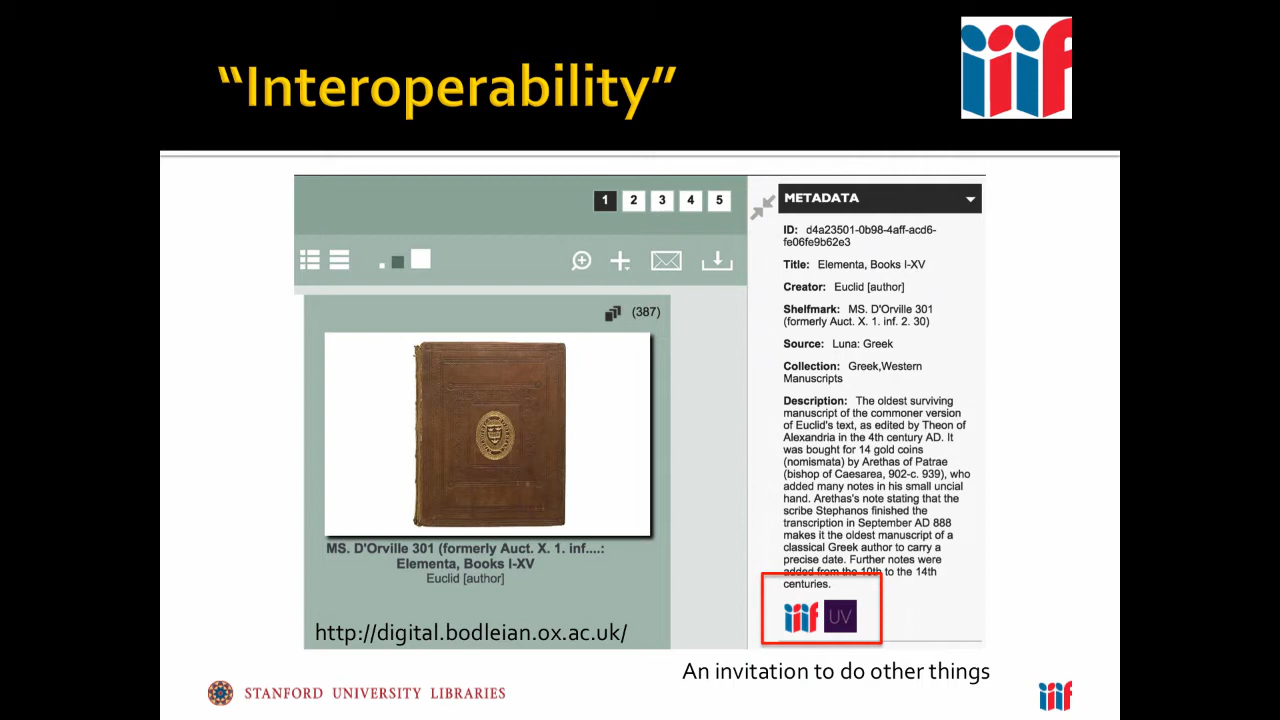 “Interoperability”
iiif
1 2 3 4 5
(387)
MS. D'Orville 301 (formerly Auct. X. 1. inf....:
Elementa, Books I-XV
Euclid [author]
http://digital.bodleian.ox.ac.uk/
METADATA
ID: d4a23501-0b98-4aff-acd6-
fe06fe9b62e3
Title: Elementa, Books I-XV
Creator: Euclid [author]
Shelfmark: MS. D'Orville 301
(formerly Auct. X. 1. inf. 2. 30)
Source: Luna: Greek
Collection: Greek,Western
Manuscripts
Description: The oldest surviving
manuscript of the commoner version
of Euclid's text, as edited by Theon of
Alexandria in the 4th century AD. It
was bought for 14 gold coins
(nomismata) by Arethas of Patrae
(bishop of Caesarea, 902-c. 939), who
added many notes in his small uncial
hand. Arethas's note stating that the
scribe Stephanos finished the
transcription in September AD 888
makes it the oldest manuscript of a
classical Greek author to carry a
precise date. Further notes were
added from the 10th to the 14th
centuries.
iiif UV
An invitation to do other things
STANFORD UNIVERSITY LIBRARIES
iiif